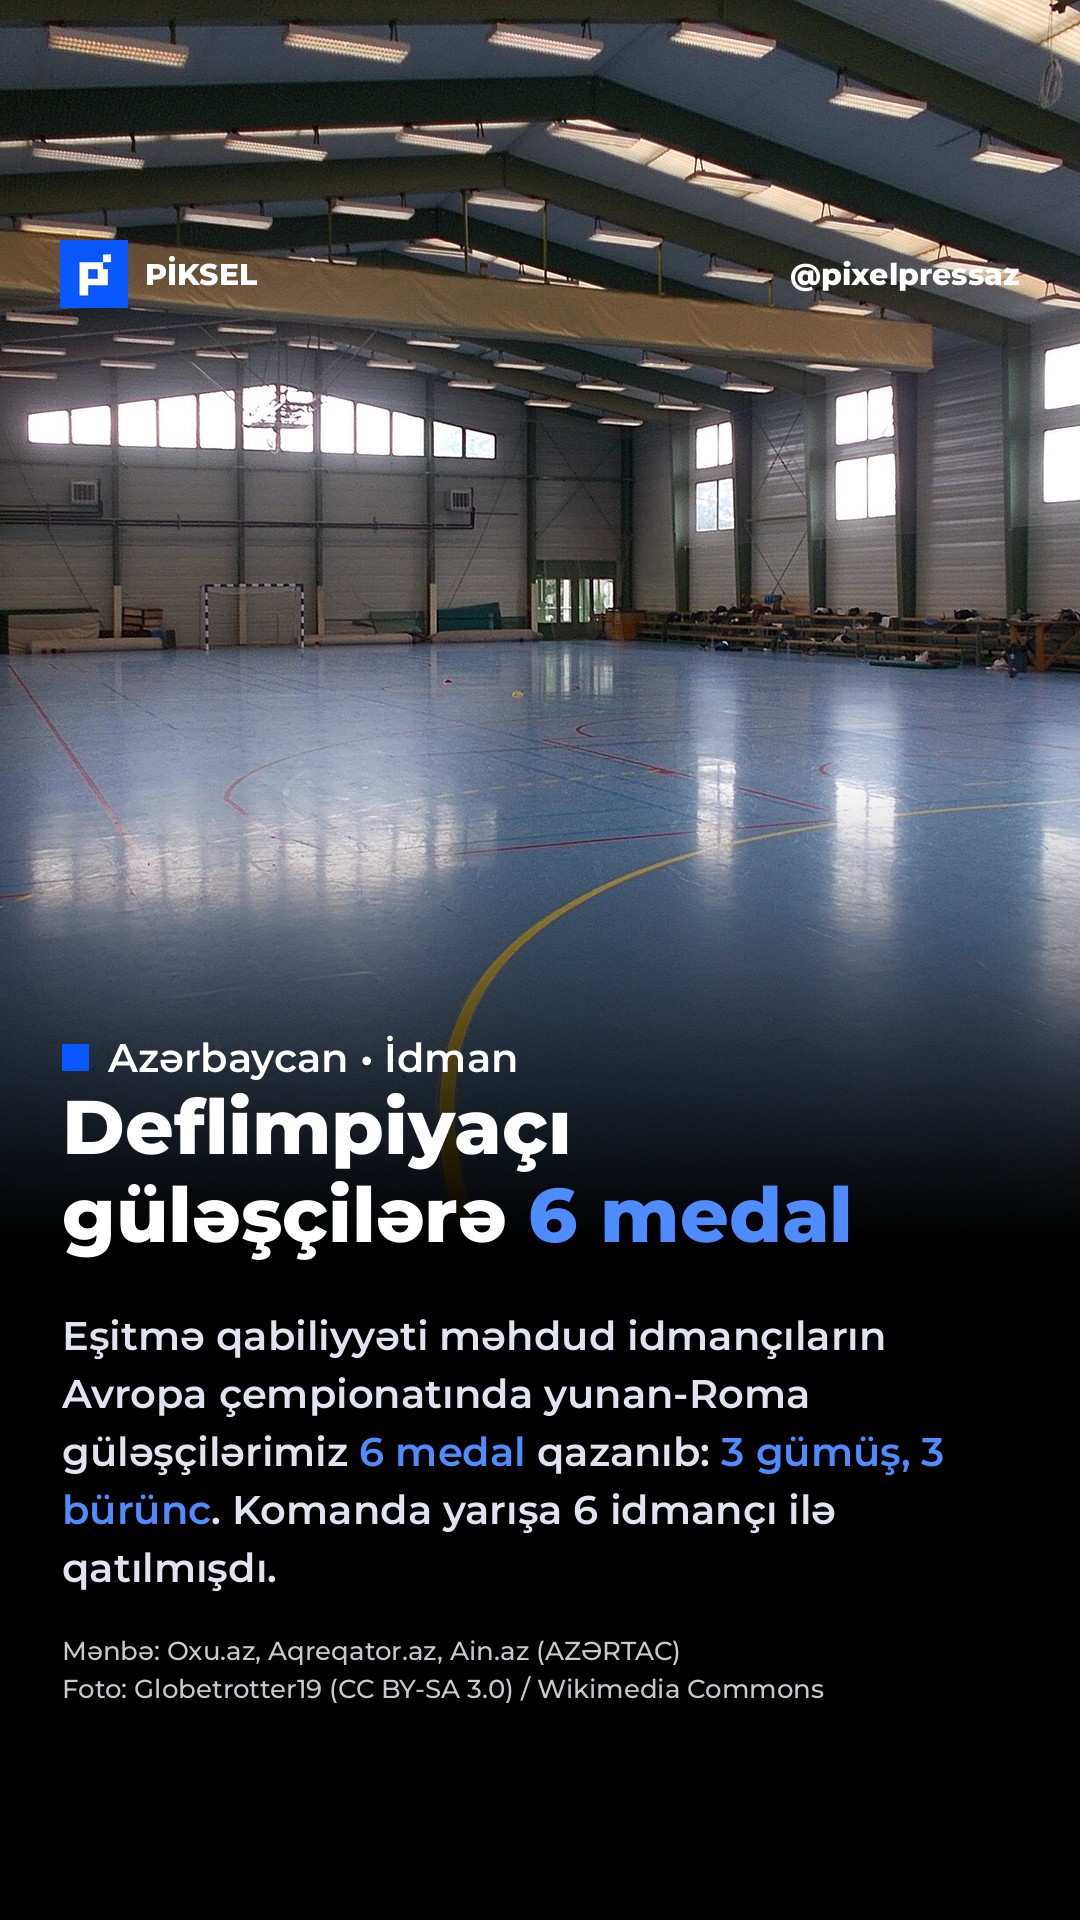 PİKSEL
@pixelpressaz
Azərbaycan • İdman
Deflimpiyaçı
güləşçilərə 6 medal
Eşitmə qabiliyyəti məhdud idmançıların
Avropa çempionatında yunan-Roma
güləşçilərimiz 6 medal qazanıb: 3 gümüş, 3
bürünc. Komanda yarışa 6 idmançı ilə
qatılmışdı.
Mənbə: Oxu.az, Aqreqator.az, Ain.az (AZƏRTAC)
Foto: Globetrotter19 (CC BY-SA 3.0) / Wikimedia Commons